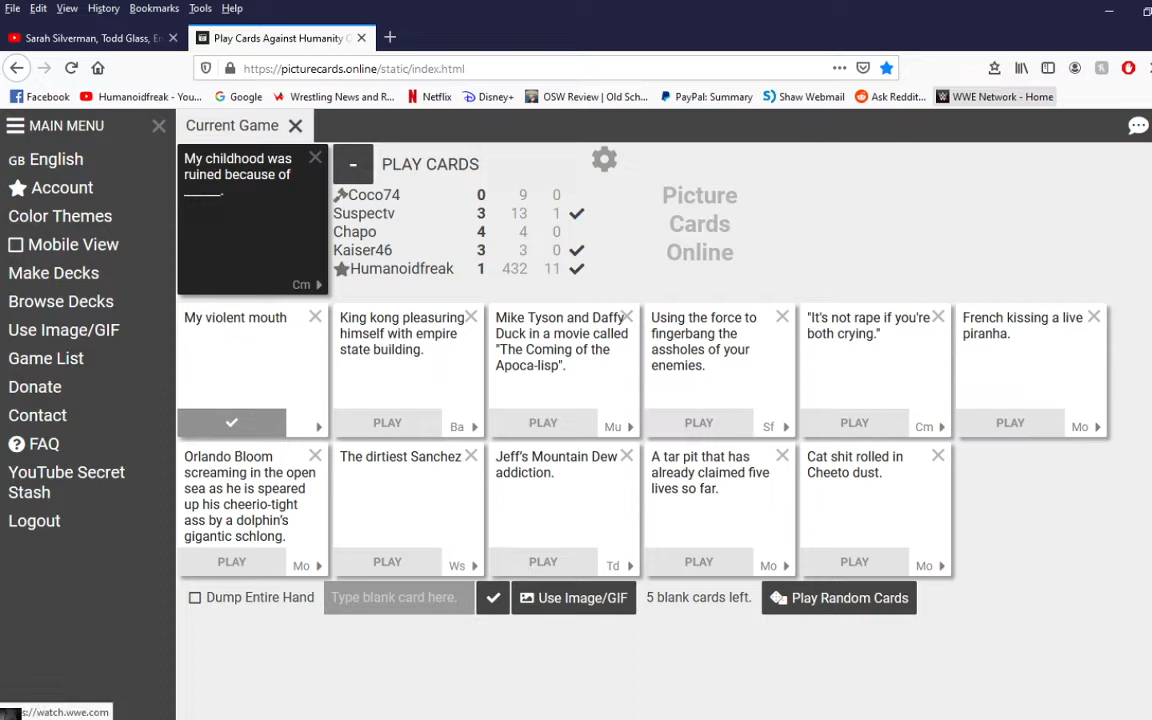 File Edit View History Bookmarks Tools Help
Sarah Silverman, Todd Glass, Er
Play Cards Against Humanity O
https://picturecards.online/static/index.html
Facebook Humanoidfreak - You... Google Wrestling News and R... Netflix Disney+ OSW Review | Old Sch... PayPal: Summary Shaw Webmail Ask Reddit... WWE Network - Home
MAIN MENU
Current Game
GB English
Account
Color Themes
Mobile View
Make Decks
Browse Decks
Use Image/GIF
Game List
Donate
Contact
FAQ
YouTube Secret
Stash
Logout
My childhood was
ruined because of
_____.
Cm
- PLAY CARDS
Coco74 0 9 0
Suspectv 3 13 1
Chapo 4 4 0
Kaiser46 3 3 0
Humanoidfreak 1 432 11
Picture
Cards
Online
My violent mouth
King kong pleasuring
himself with empire
state building.
PLAY Ba
Mike Tyson and Daffy
Duck in a movie called
"The Coming of the
Apoca-lisp".
PLAY Mu
Using the force to
fingerbang the
assholes of your
enemies.
PLAY Sf
"It's not rape if you're
both crying."
PLAY Cm
French kissing a live
piranha.
PLAY Mo
Orlando Bloom
screaming in the open
sea as he is speared
up his cheerio-tight
ass by a dolphin's
gigantic schlong.
PLAY Mo
The dirtiest Sanchez
PLAY Ws
Jeff's Mountain Dew
addiction.
PLAY Td
A tar pit that has
already claimed five
lives so far.
PLAY Mo
Cat shit rolled in
Cheeto dust.
PLAY Mo
Dump Entire Hand Type blank card here. Use Image/GIF 5 blank cards left. Play Random Cards
s://watch.wwe.com